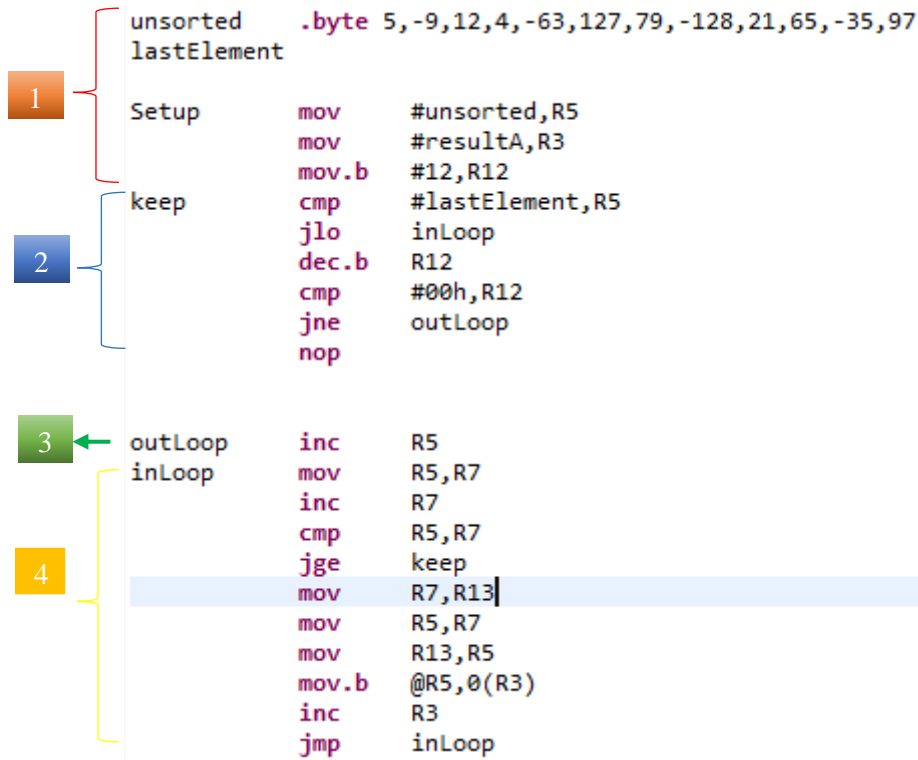 unsorted .byte 5,-9,12,4,-63,127,79,-128,21,65,-35,97
lastElement
1
Setup mov #unsorted,R5
mov #resultA,R3
mov.b #12,R12
keep cmp #lastElement,R5
jlo inLoop
2
dec.b R12
cmp #00h,R12
jne outLoop
nop
3
outLoop inc R5
inLoop mov R5,R7
inc R7
cmp R5,R7
jge keep
4
mov R7,R13
mov R5,R7
mov R13,R5
mov.b @R5,0(R3)
inc R3
jmp inLoop